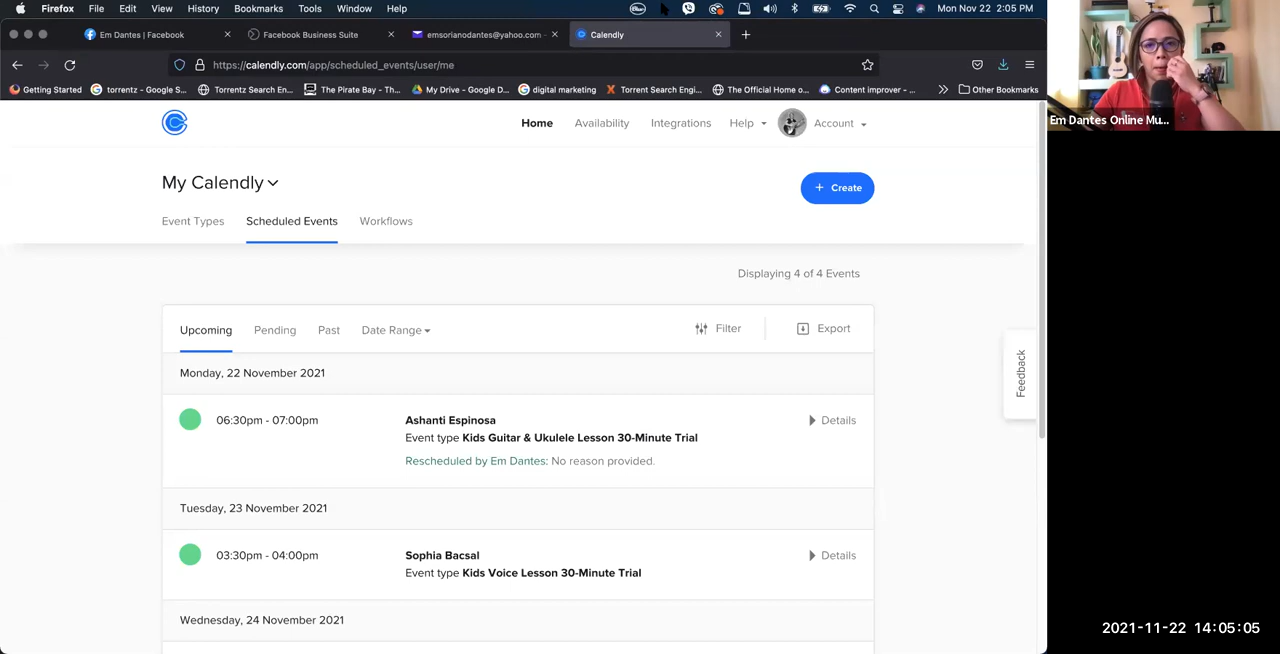 Firefox File Edit View History Bookmarks Tools Window Help Mon Nov 22 2:05 PM
Em Dantes | Facebook Facebook Business Suite emsorianodantes@yahoo.com - Calendly
https://calendly.com/app/scheduled_events/user/me
Getting Started torrentz - Google S... Torrentz Search En... The Pirate Bay - Th... My Drive - Google D... digital marketing Torrent Search Engi... The Official Home o... Content improver -... Other Bookmarks
Em Dantes Online Mu...
Home Availability Integrations Help Account
My Calendly
+ Create
Event Types Scheduled Events Workflows
Displaying 4 of 4 Events
Upcoming Pending Past Date Range Filter Export
Feedback
Monday, 22 November 2021
06:30pm - 07:00pm Ashanti Espinosa Details
Event type Kids Guitar & Ukulele Lesson 30-Minute Trial
Rescheduled by Em Dantes: No reason provided.
Tuesday, 23 November 2021
03:30pm - 04:00pm Sophia Bacsal Details
Event type Kids Voice Lesson 30-Minute Trial
Wednesday, 24 November 2021
2021-11-22 14:05:05